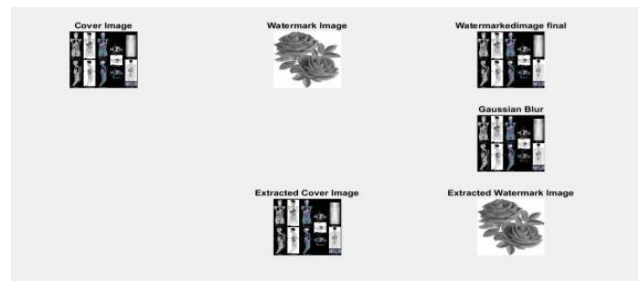 Cover Image
Watermark Image
Watermarkedimage final
Gaussian Blur
Extracted Cover Image
Extracted Watermark Image